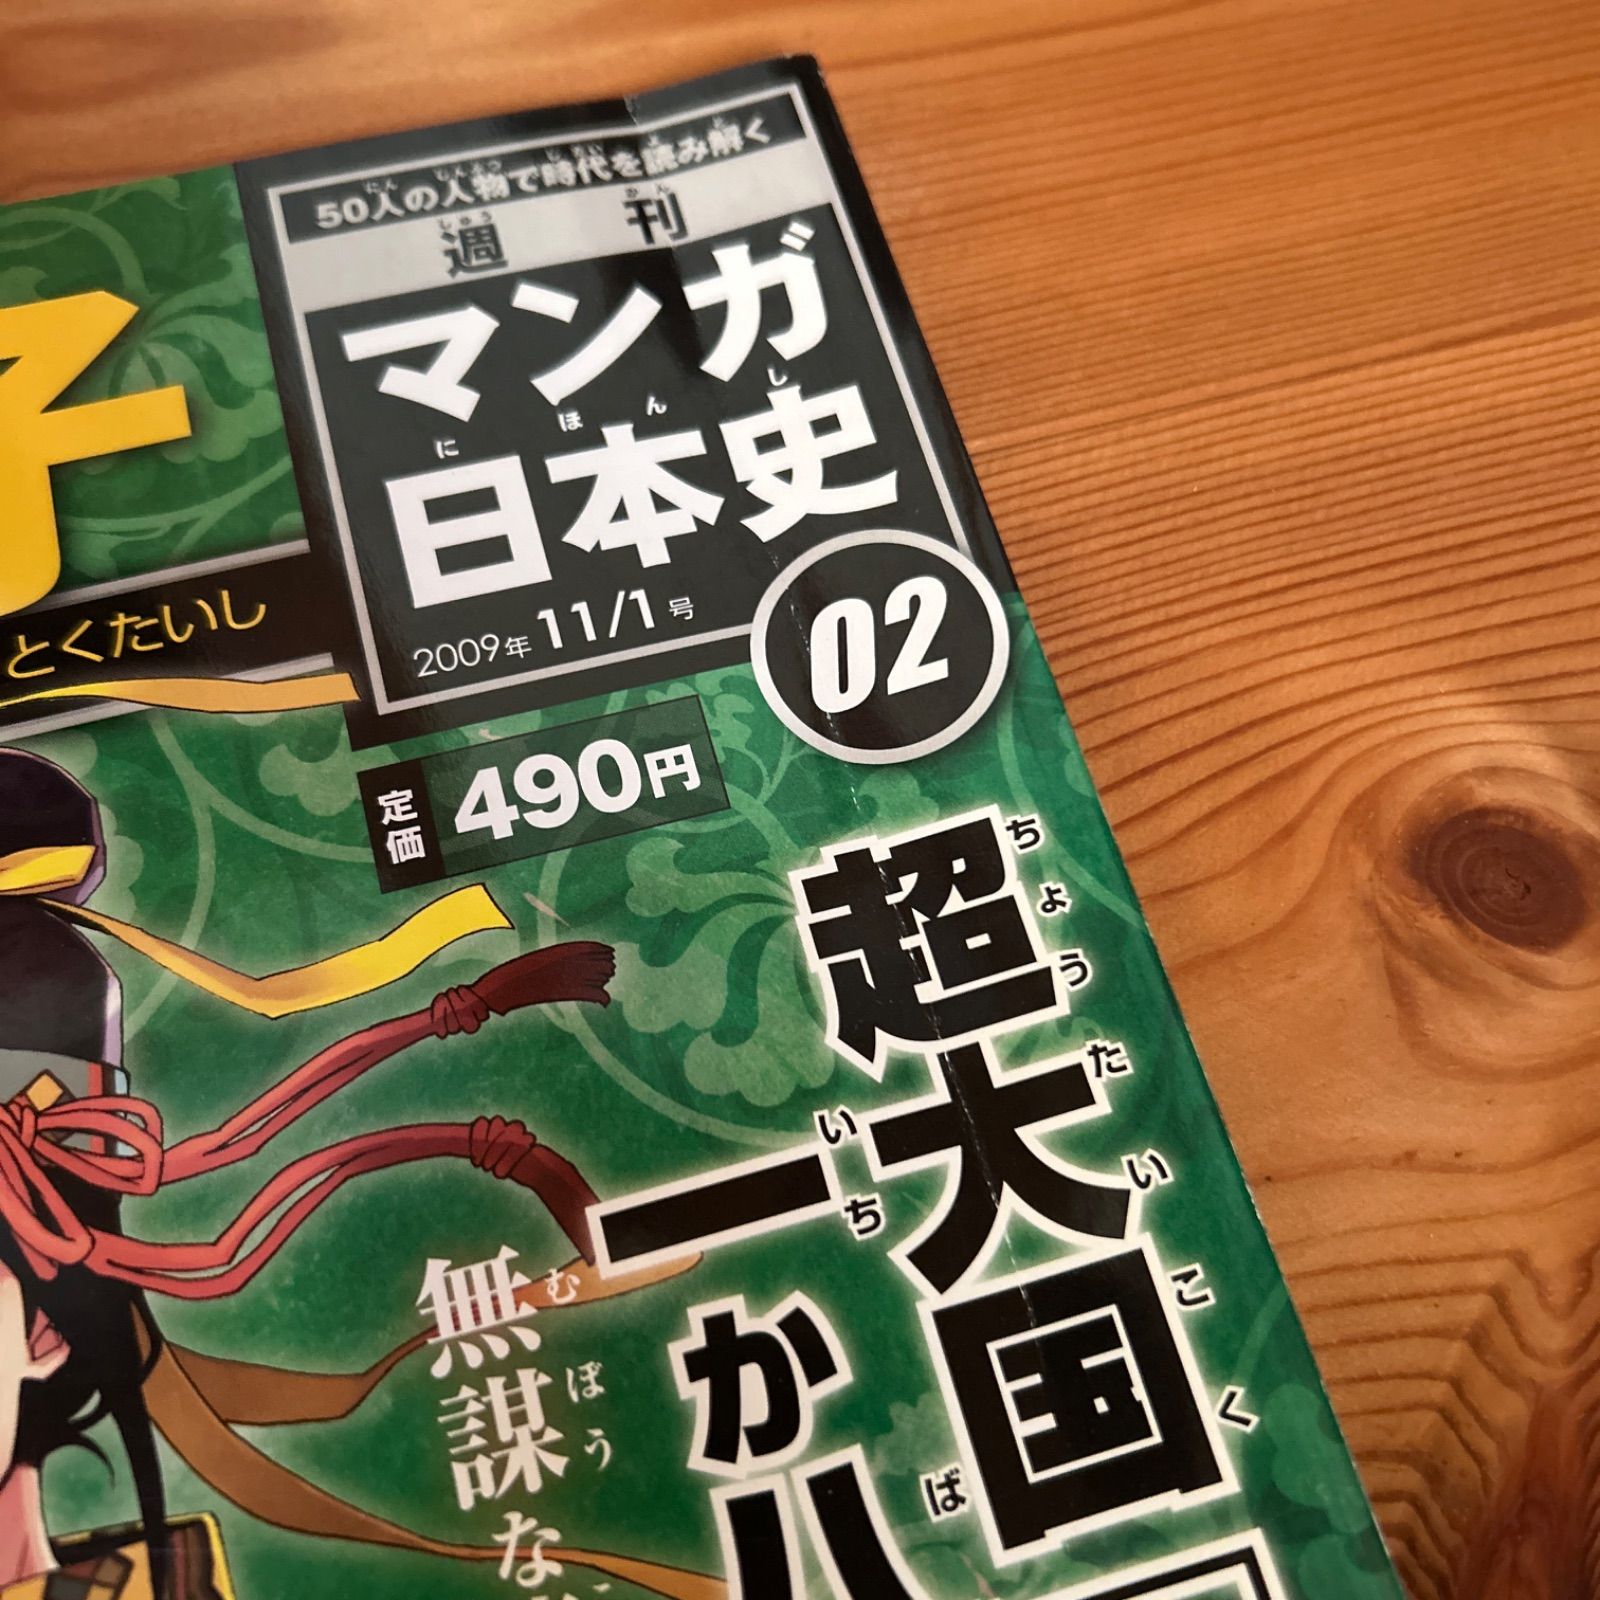 50人の人物で時代を読み解く
週刊
マンガ
日本史
2009年 11/1号
02
子
とくたいし
定価 490円
超大国
一か八
無謀な